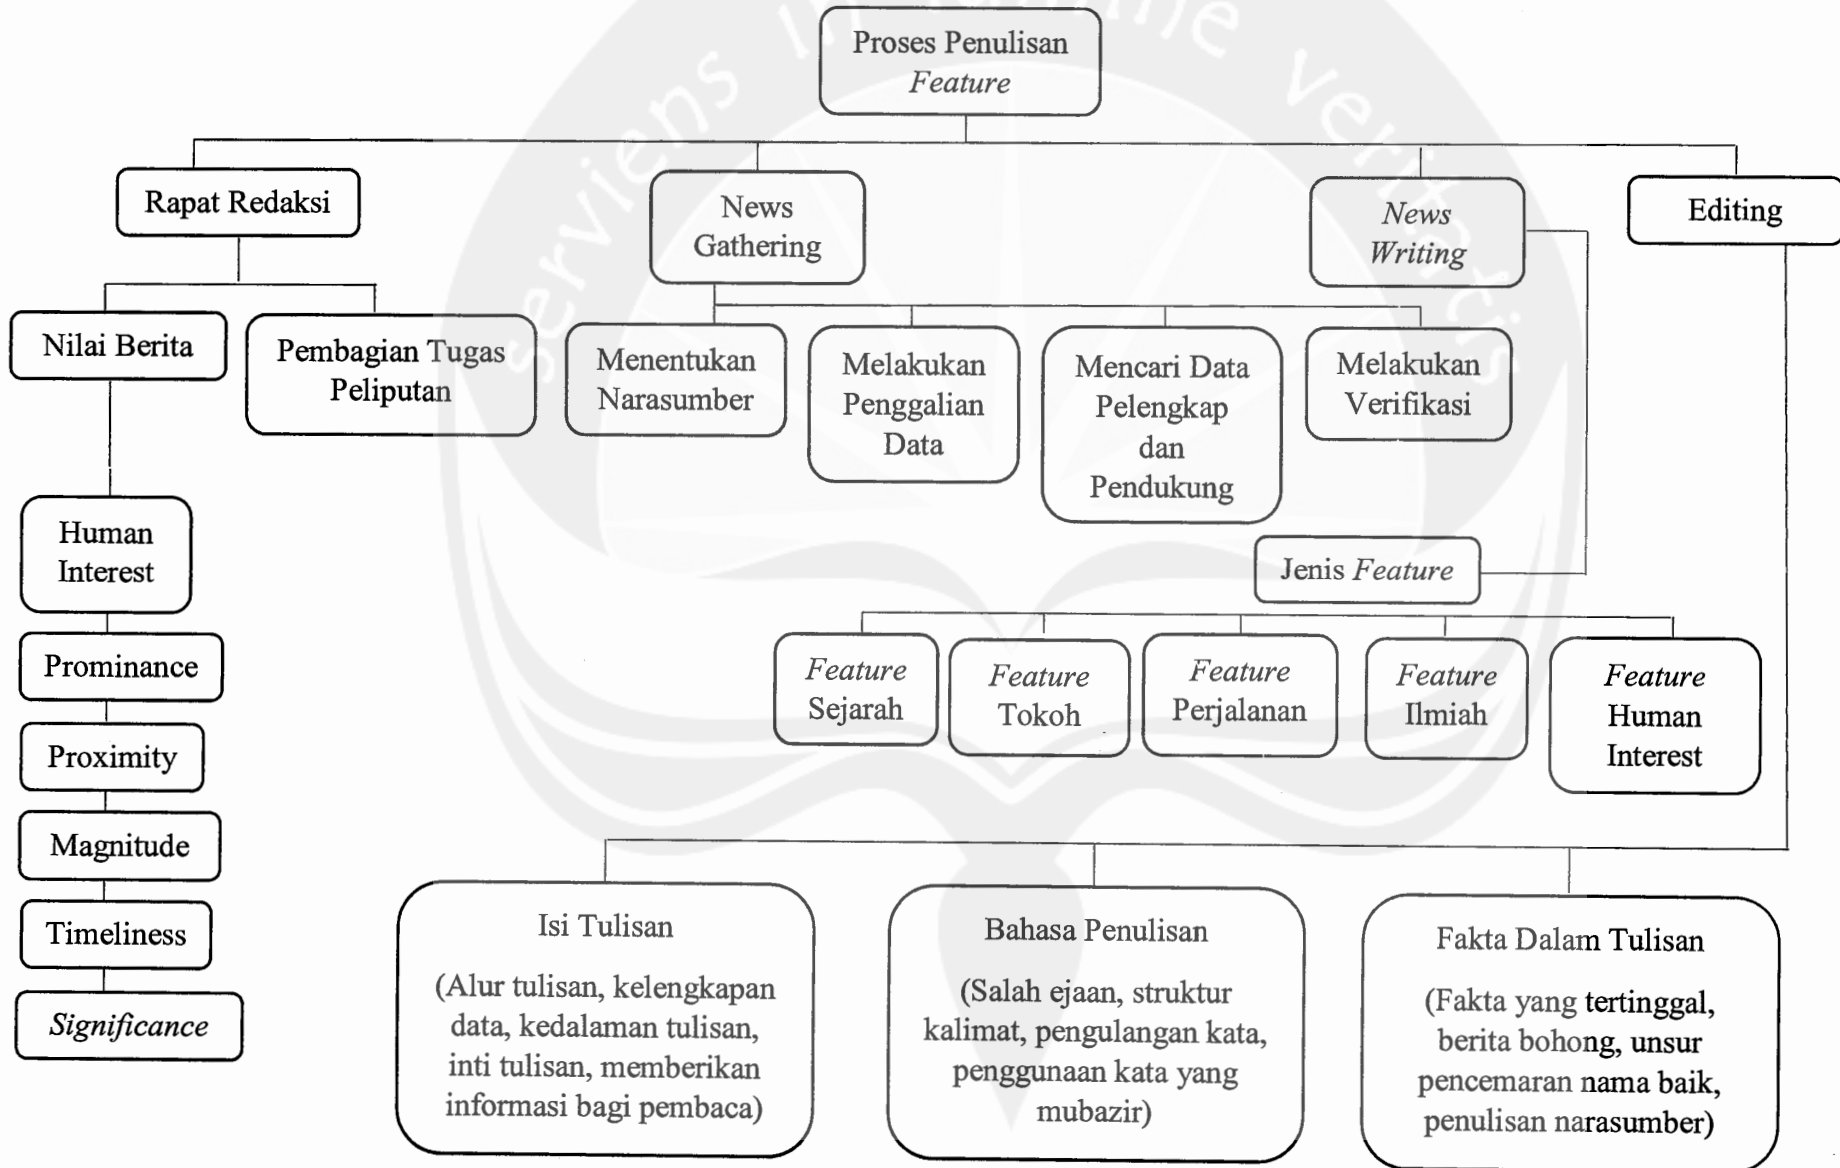 serviens in lumine veritatis
Proses Penulisan
Feature
Rapat Redaksi
News
Gathering
News
Writing
Editing
Nilai Berita
Pembagian Tugas
Peliputan
Menentukan
Narasumber
Melakukan
Penggalian
Data
Mencari Data
Pelengkap
dan
Pendukung
Melakukan
Verifikasi
Human
Interest
Prominance
Proximity
Magnitude
Timeliness
Significance
Jenis Feature
Feature
Sejarah
Feature
Tokoh
Feature
Perjalanan
Feature
Ilmiah
Feature
Human
Interest
Isi Tulisan
(Alur tulisan, kelengkapan
data, kedalaman tulisan,
inti tulisan, memberikan
informasi bagi pembaca)
Bahasa Penulisan
(Salah ejaan, struktur
kalimat, pengulangan kata,
penggunaan kata yang
mubazir)
Fakta Dalam Tulisan
(Fakta yang tertinggal,
berita bohong, unsur
pencemaran nama baik,
penulisan narasumber)